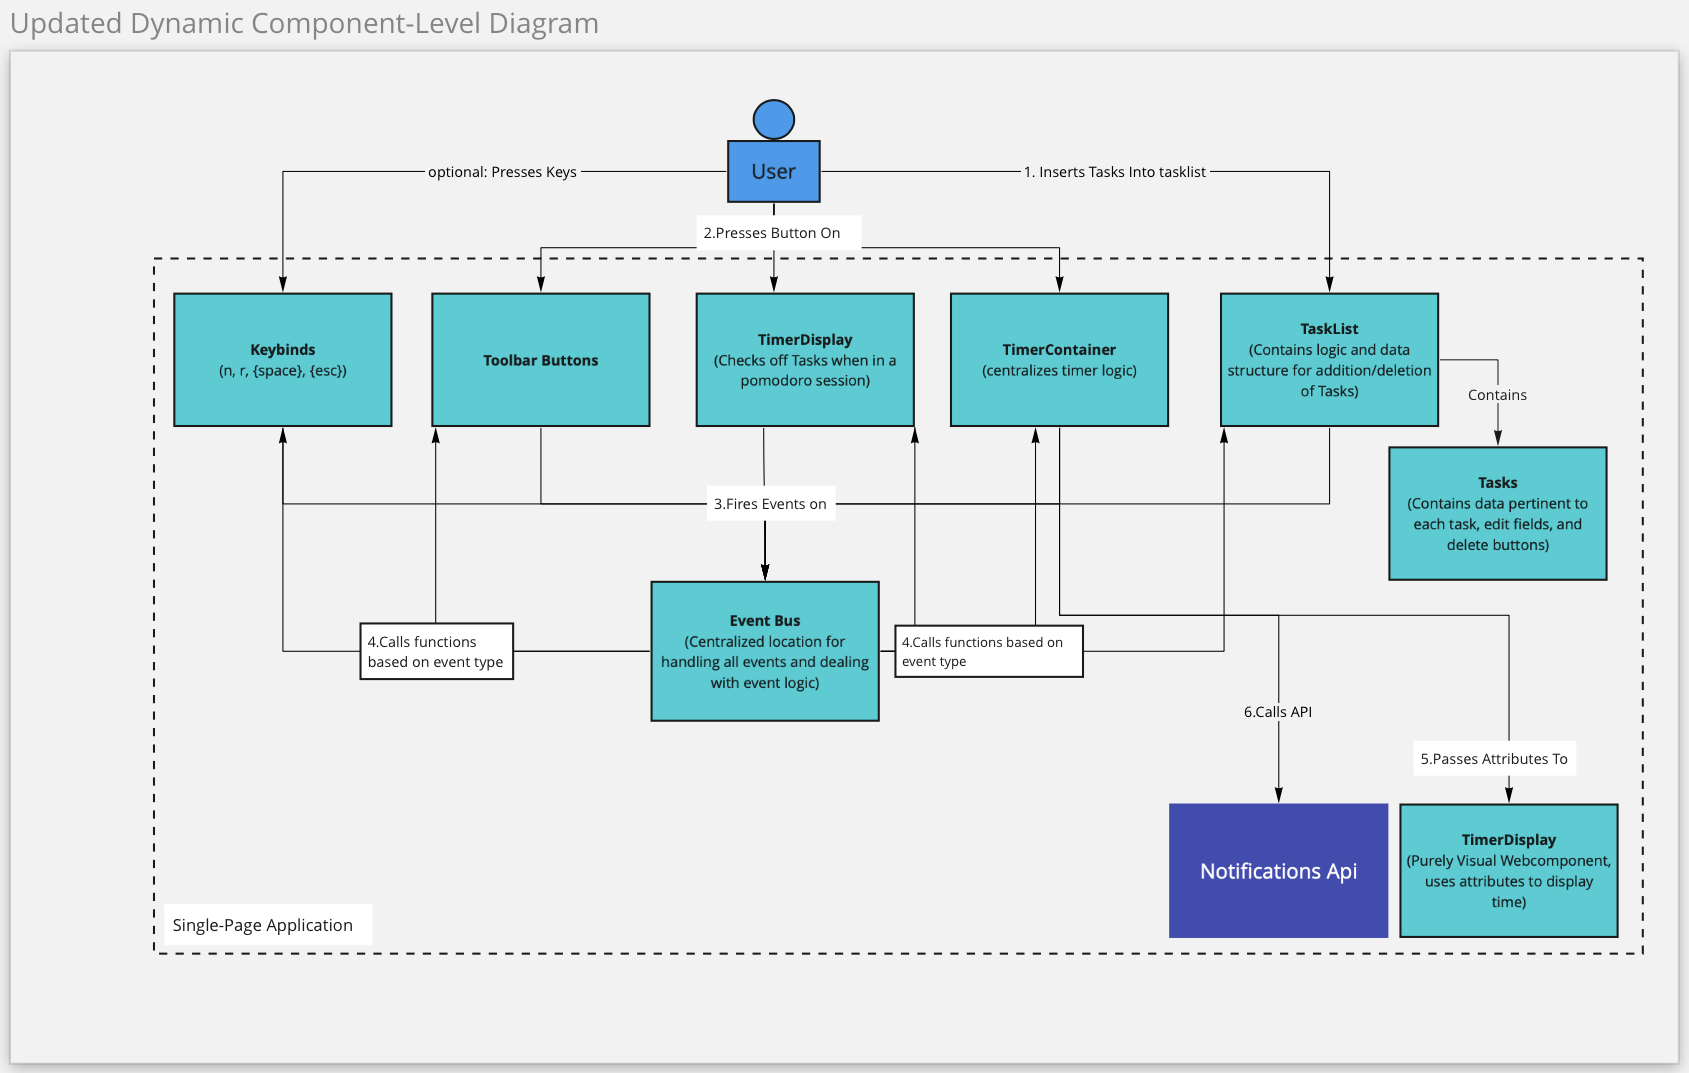 Updated Dynamic Component-Level Diagram
User
optional: Presses Keys
1. Inserts Tasks Into tasklist
2.Presses Button On
Keybinds
(n, r, {space}, {esc})
Toolbar Buttons
TimerDisplay
(Checks off Tasks when in a
pomodoro session)
TimerContainer
(centralizes timer logic)
TaskList
(Contains logic and data
structure for addition/deletion
of Tasks)
Contains
Tasks
(Contains data pertinent to
each task, edit fields, and
delete buttons)
3.Fires Events on
Event Bus
(Centralized location for
handling all events and dealing
with event logic)
4.Calls functions
based on event type
4.Calls functions based on
event type
6.Calls API
5.Passes Attributes To
Notifications Api
TimerDisplay
(Purely Visual Webcomponent,
uses attributes to display
time)
Single-Page Application